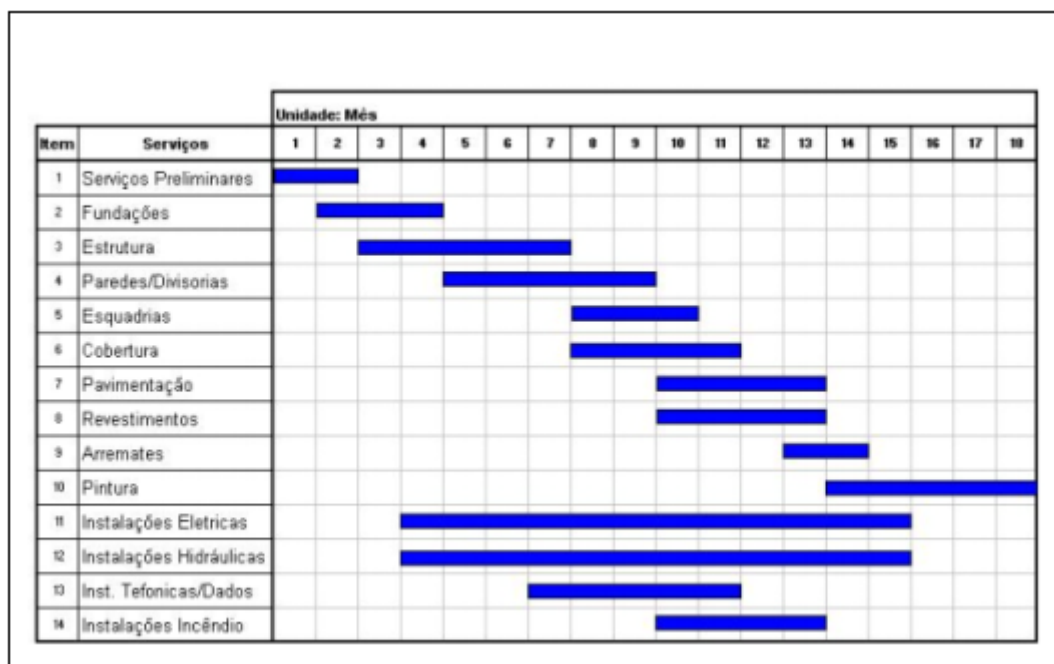 Unidade: Mês
Item Serviços 1 2 3 4 5 6 7 8 9 10 11 12 13 14 15 16 17 18
1 Serviços Preliminares
2 Fundações
3 Estrutura
4 Paredes/Divisorias
5 Esquadrias
6 Cobertura
7 Pavimentação
8 Revestimentos
9 Arremates
10 Pintura
11 Instalações Eletricas
12 Instalações Hidráulicas
13 Inst. Tefonicas/Dados
14 Instalações Incêndio